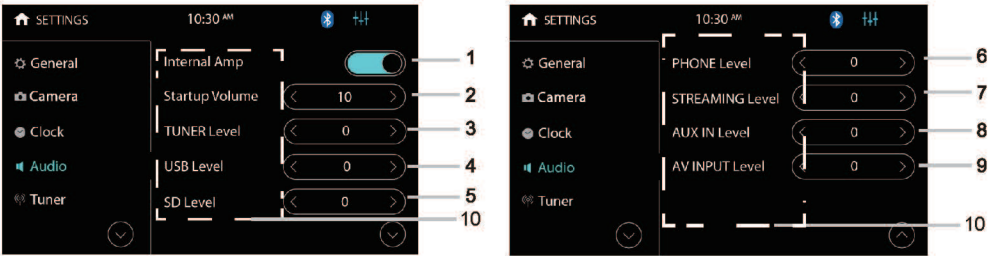 SETTINGS 10:30 AM
General Internal Amp 1
Camera Startup Volume 10 2
Clock TUNER Level 0 3
Audio USB Level 0 4
Tuner SD Level 0 5
10
SETTINGS 10:30 AM
General PHONE Level 0 6
Camera STREAMING Level 0 7
Clock AUX IN Level 0 8
Audio AV INPUT Level 0 9
Tuner
10